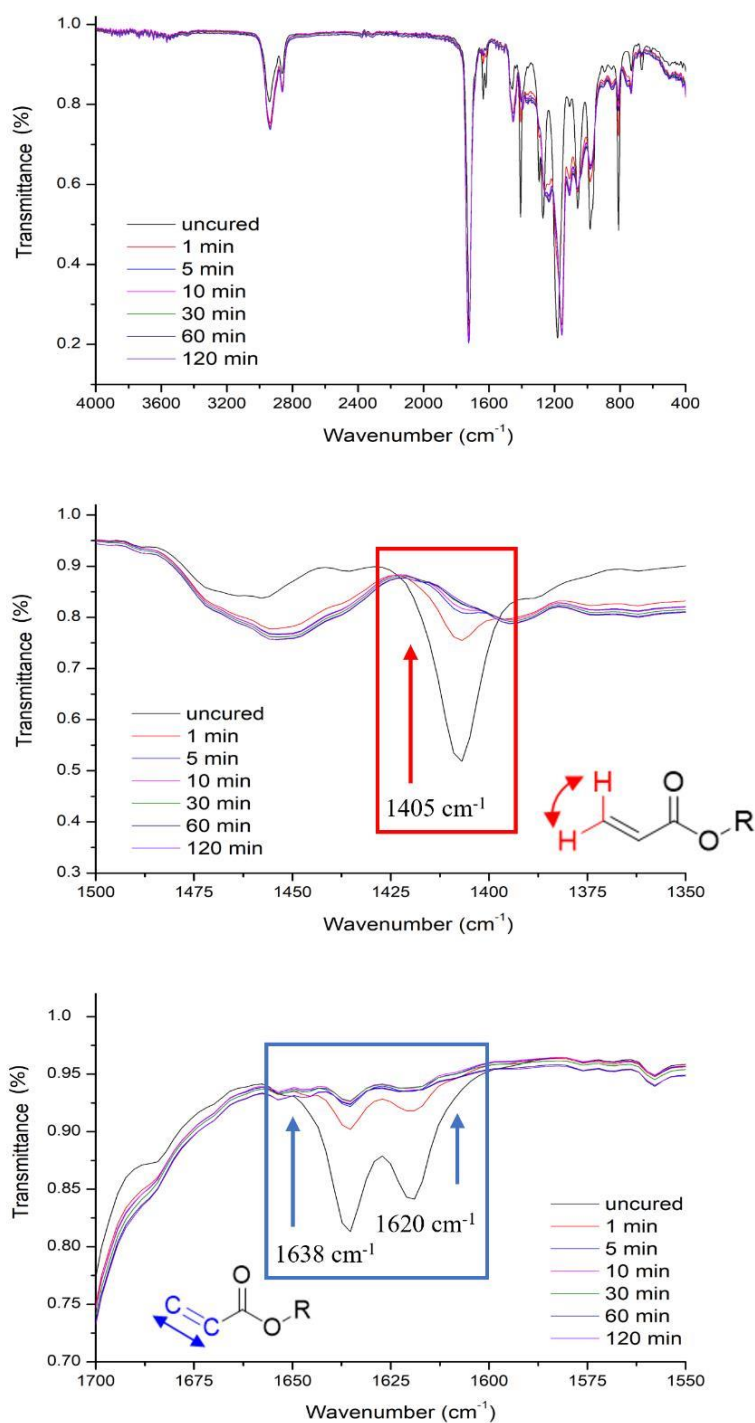 Transmittance (%)
1.0
0.8
0.6
0.4
0.2
uncured
1 min
5 min
10 min
30 min
60 min
120 min
4000 3600 2800 2400 2000 1600 1200 800 400
Wavenumber (cm⁻¹)
Transmittance (%)
1.0
0.9
0.8
0.7
0.6
0.5
0.4
0.3
uncured
1 min
5 min
10 min
30 min
60 min
120 min
1405 cm⁻¹
H
H
O
O
R
1500 1475 1450 1425 1400 1375 1350
Wavenumber (cm⁻¹)
Transmittance (%)
1.00
0.95
0.90
0.85
0.80
0.75
0.70
1638 cm⁻¹
1620 cm⁻¹
C
C
O
O
R
uncured
1 min
5 min
10 min
30 min
60 min
120 min
1700 1675 1650 1625 1600 1575 1550
Wavenumber (cm⁻¹)